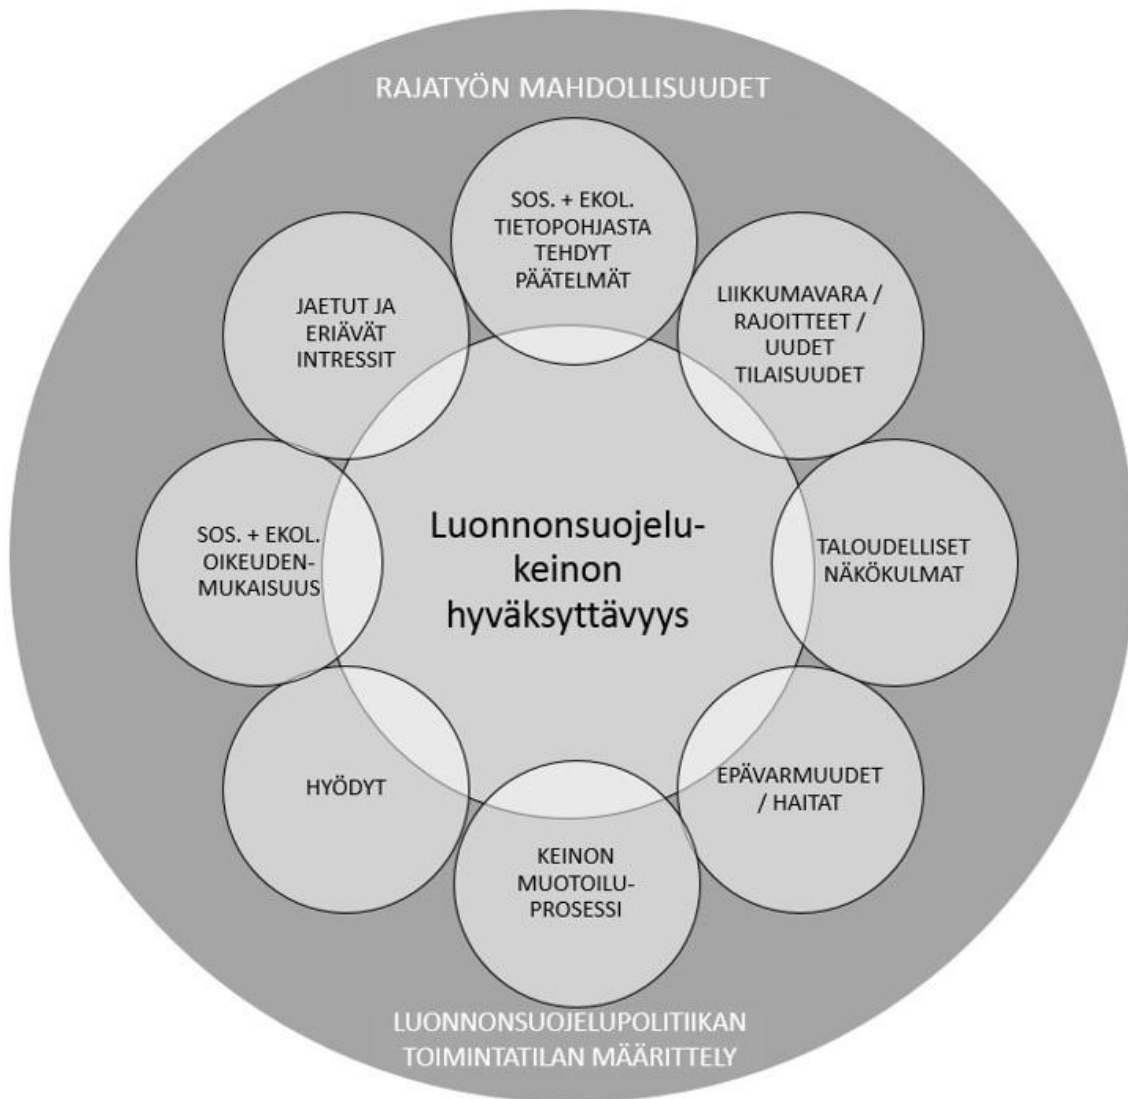 RAJATYÖN MAHDOLLISUUDET
SOS. + EKOL.
TIETOPOHJASTA
TEHDYT
PÄÄTELMÄT
LIIKKUMAVARA /
RAJOITTEET /
UUDET
TILAISUUDET
TALOUDELLISET
NÄKÖKULMAT
EPÄVARMUUDET
/ HAITAT
KEINON
MUOTOILU-
PROSESSI
HYÖDYT
SOS. + EKOL.
OIKEUDEN-
MUKAISUUS
JAETUT JA
ERIÄVÄT
INTRESSIT
Luonnonsuojelu-
keinon
hyväksyttävyys
LUONNONSUOJELUPOLITIIKAN
TOIMINTATILAN MÄÄRITTELY